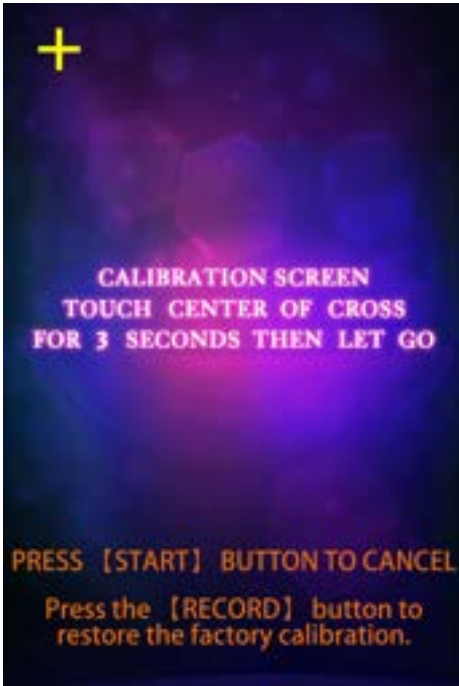 CALIBRATION SCREEN
TOUCH CENTER OF CROSS
FOR 3 SECONDS THEN LET GO
PRESS 【START】 BUTTON TO CANCEL
Press the 【RECORD】 button to
restore the factory calibration.